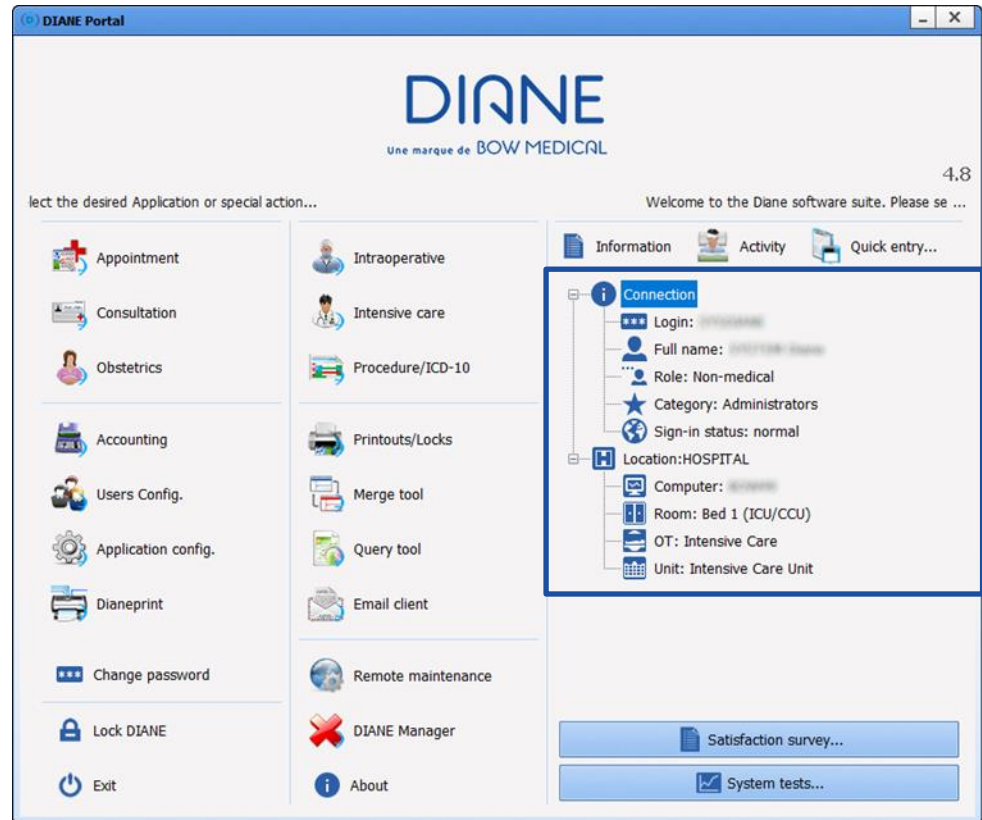 DIANE Portal
DIANE
Une marque de BOW MEDICAL
4.8
lect the desired Application or special action...
Welcome to the Diane software suite. Please se ...
Appointment
Consultation
Obstetrics
Accounting
Users Config.
Application config.
Dianeprint
Change password
Lock DIANE
Exit
Intraoperative
Intensive care
Procedure/ICD-10
Printouts/Locks
Merge tool
Query tool
Email client
Remote maintenance
DIANE Manager
About
Information
Activity
Quick entry...
Connection
Login:
Full name:
Role: Non-medical
Category: Administrators
Sign-in status: normal
Location:HOSPITAL
Computer:
Room: Bed 1 (ICU/CCU)
OT: Intensive Care
Unit: Intensive Care Unit
Satisfaction survey...
System tests...